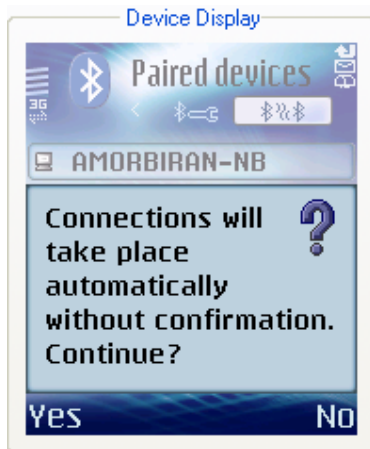 Device Display
Paired devices
3G
AMORBIRAN-NB
Connections will
take place
automatically
without confirmation.
Continue?
Yes No